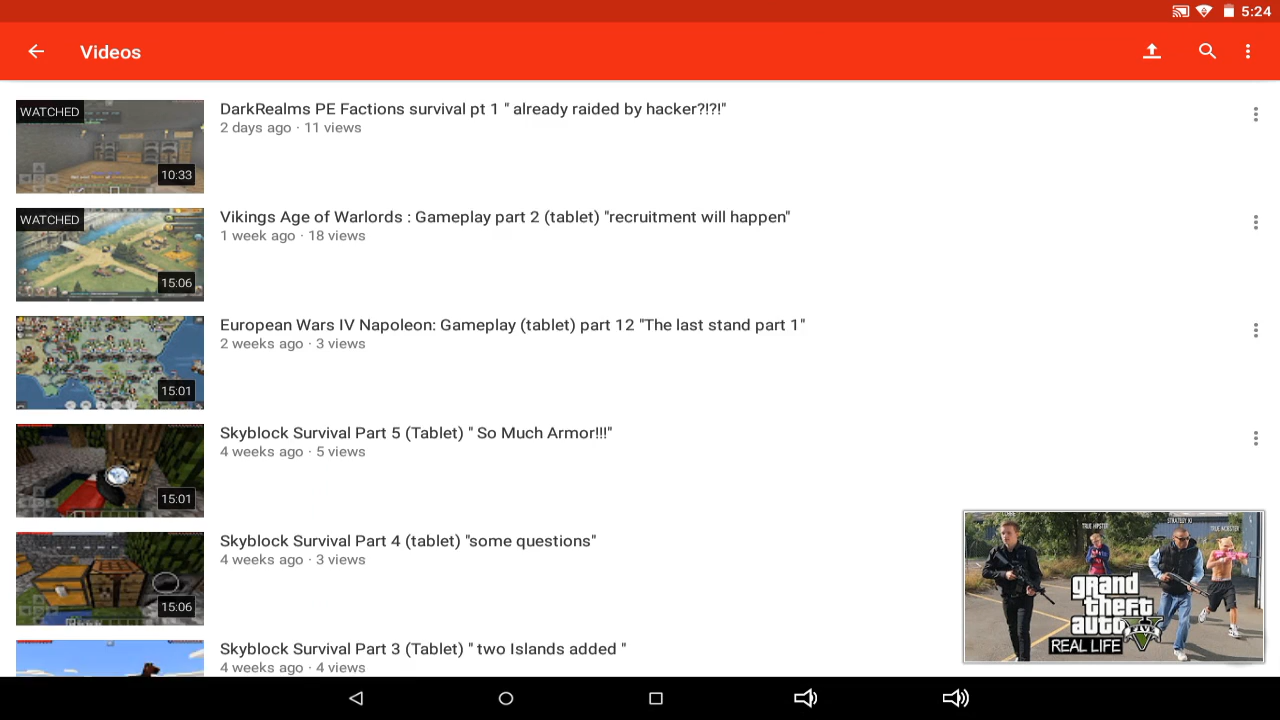 5:24
Videos
WATCHED
10:33
DarkRealms PE Factions survival pt 1 " already raided by hacker?!?!"
2 days ago · 11 views
WATCHED
15:06
Vikings Age of Warlords : Gameplay part 2 (tablet) "recruitment will happen"
1 week ago · 18 views
15:01
European Wars IV Napoleon: Gameplay (tablet) part 12 "The last stand part 1"
2 weeks ago · 3 views
15:01
Skyblock Survival Part 5 (Tablet) " So Much Armor!!!"
4 weeks ago · 5 views
15:06
Skyblock Survival Part 4 (tablet) "some questions"
4 weeks ago · 3 views
Skyblock Survival Part 3 (Tablet) " two Islands added "
4 weeks ago · 4 views
TRUE HIPSTER
grand
theft
auto
FIVE
REAL LIFE